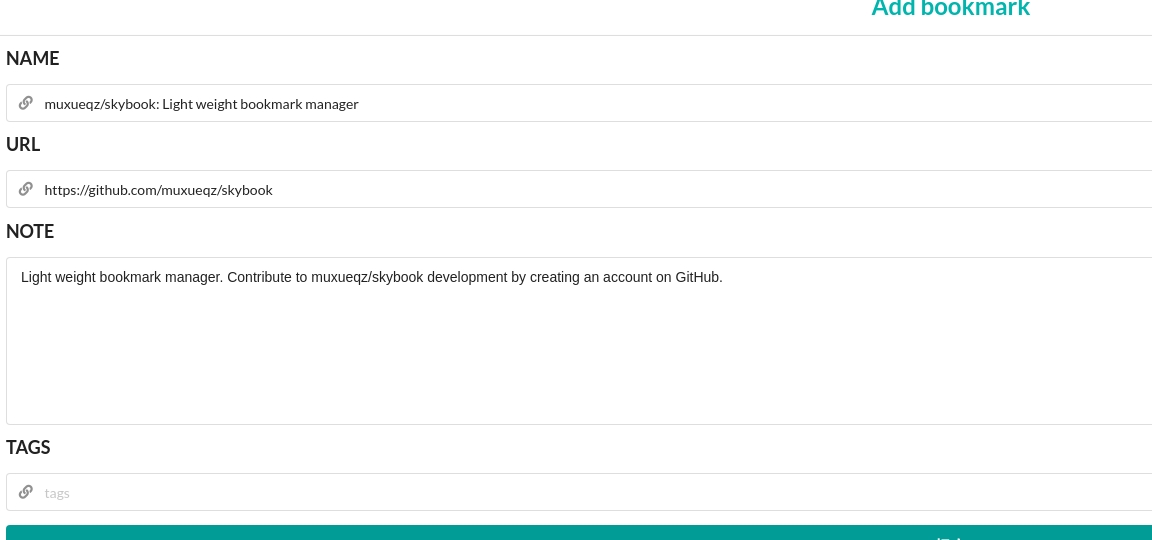 Add bookmark
NAME
muxueqz/skybook: Light weight bookmark manager
URL
https://github.com/muxueqz/skybook
NOTE
Light weight bookmark manager. Contribute to muxueqz/skybook development by creating an account on GitHub.
TAGS
tags